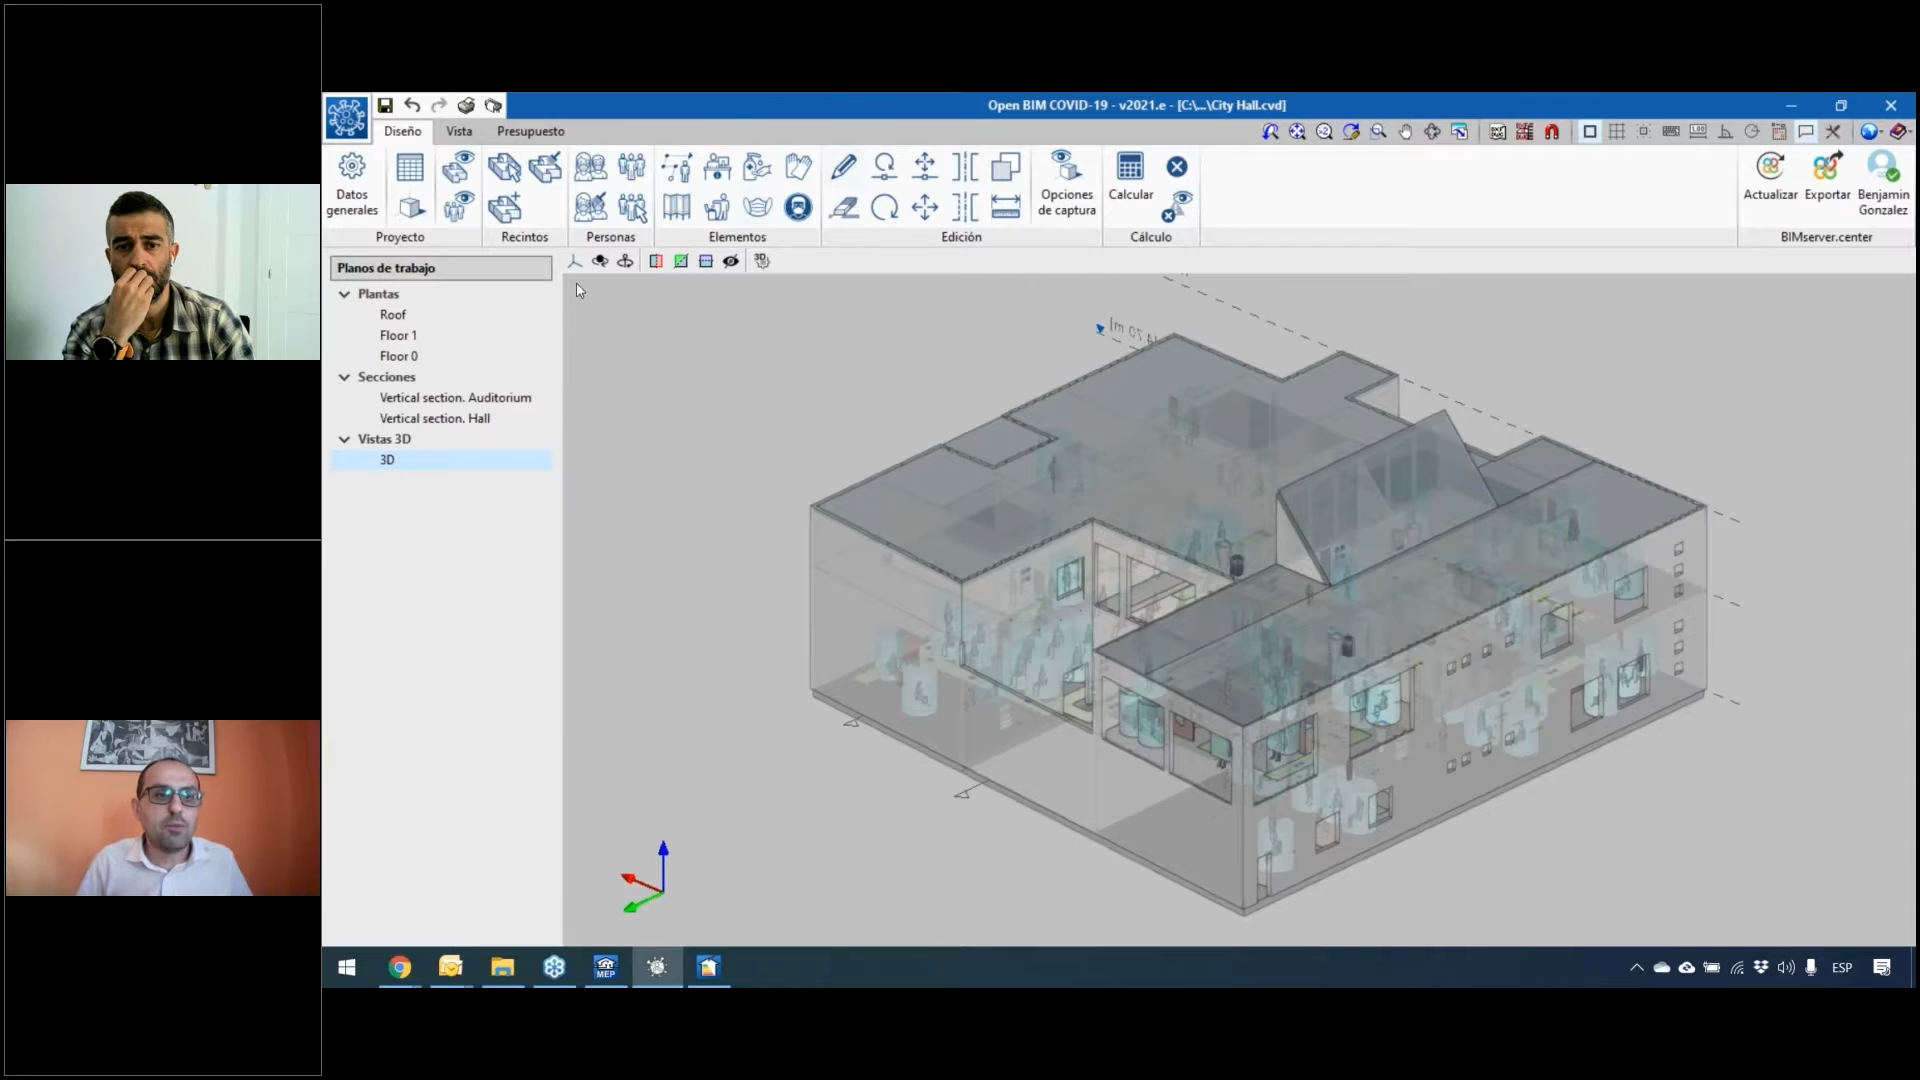 Open BIM COVID-19 - v2021.e - [C:\...\City Hall.cvd]
Diseño Vista Presupuesto
Datos generales
Opciones de captura
Calcular
Actualizar Exportar Benjamin Gonzalez
Proyecto Recintos Personas Elementos Edición Cálculo BIMserver.center
Planos de trabajo
3D
Plantas
Roof
Floor 1
Floor 0
Secciones
Vertical section. Auditorium
Vertical section. Hall
Vistas 3D
3D
MEP
ESP